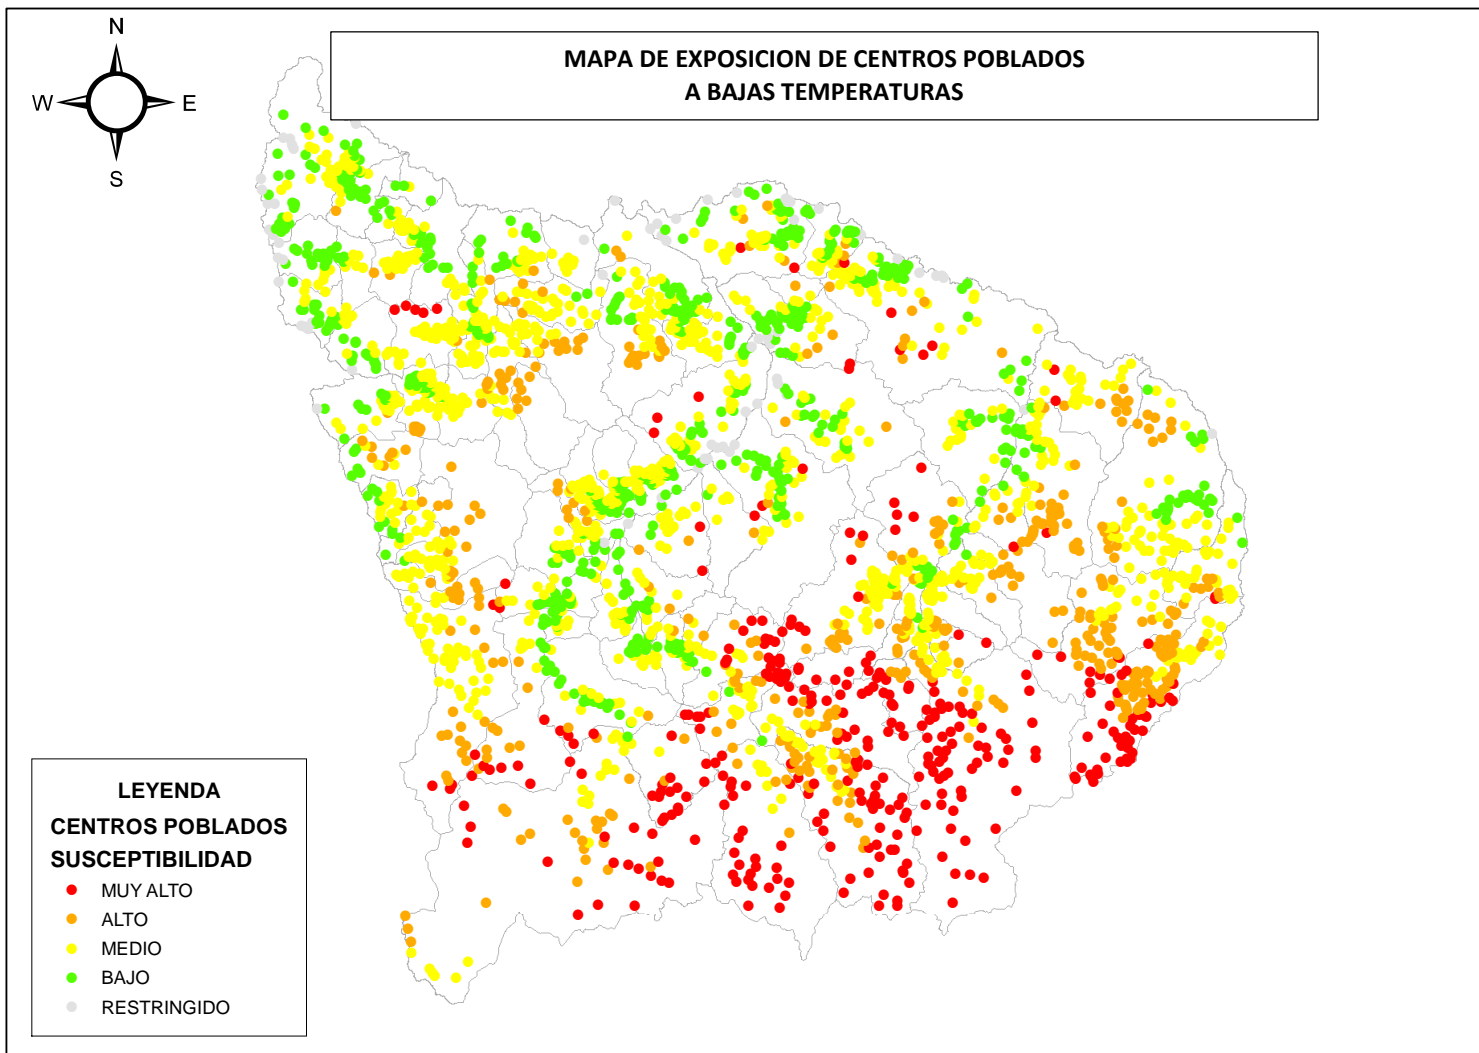 N
W
E
S
MAPA DE EXPOSICION DE CENTROS POBLADOS
A BAJAS TEMPERATURAS
LEYENDA
CENTROS POBLADOS
SUSCEPTIBILIDAD
MUY ALTO
ALTO
MEDIO
BAJO
RESTRINGIDO